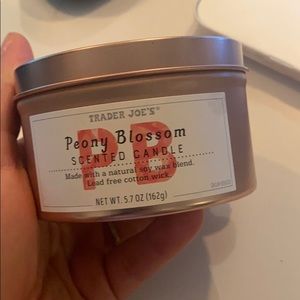 TRADER JOE'S®
PB
Peony Blossom
SCENTED CANDLE
Made with a natural soy wax blend.
Lead free cotton wick.
NET WT. 5.7 OZ (162g)